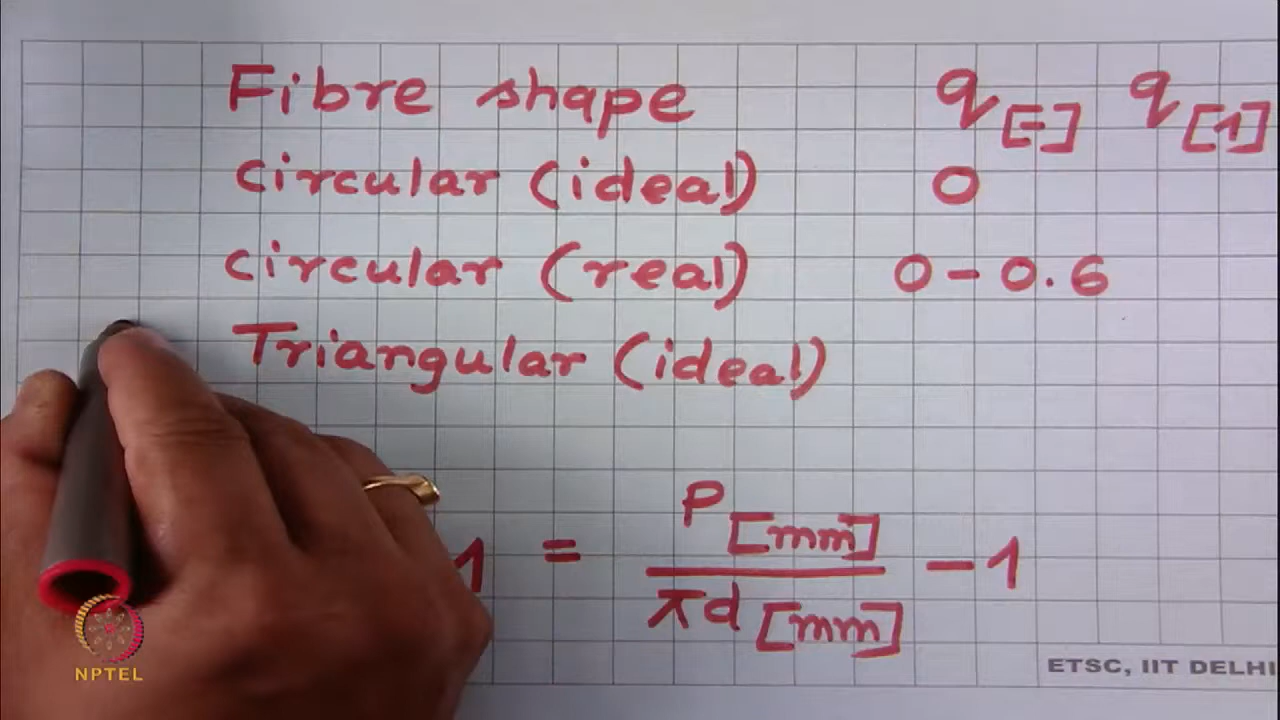 Fibre shape q[-] q[1]
circular (ideal) 0
circular (real) 0 - 0.6
Triangular (ideal)
1 = P[mm] / πd[mm] - 1
NPTEL
ETSC, IIT DELHI